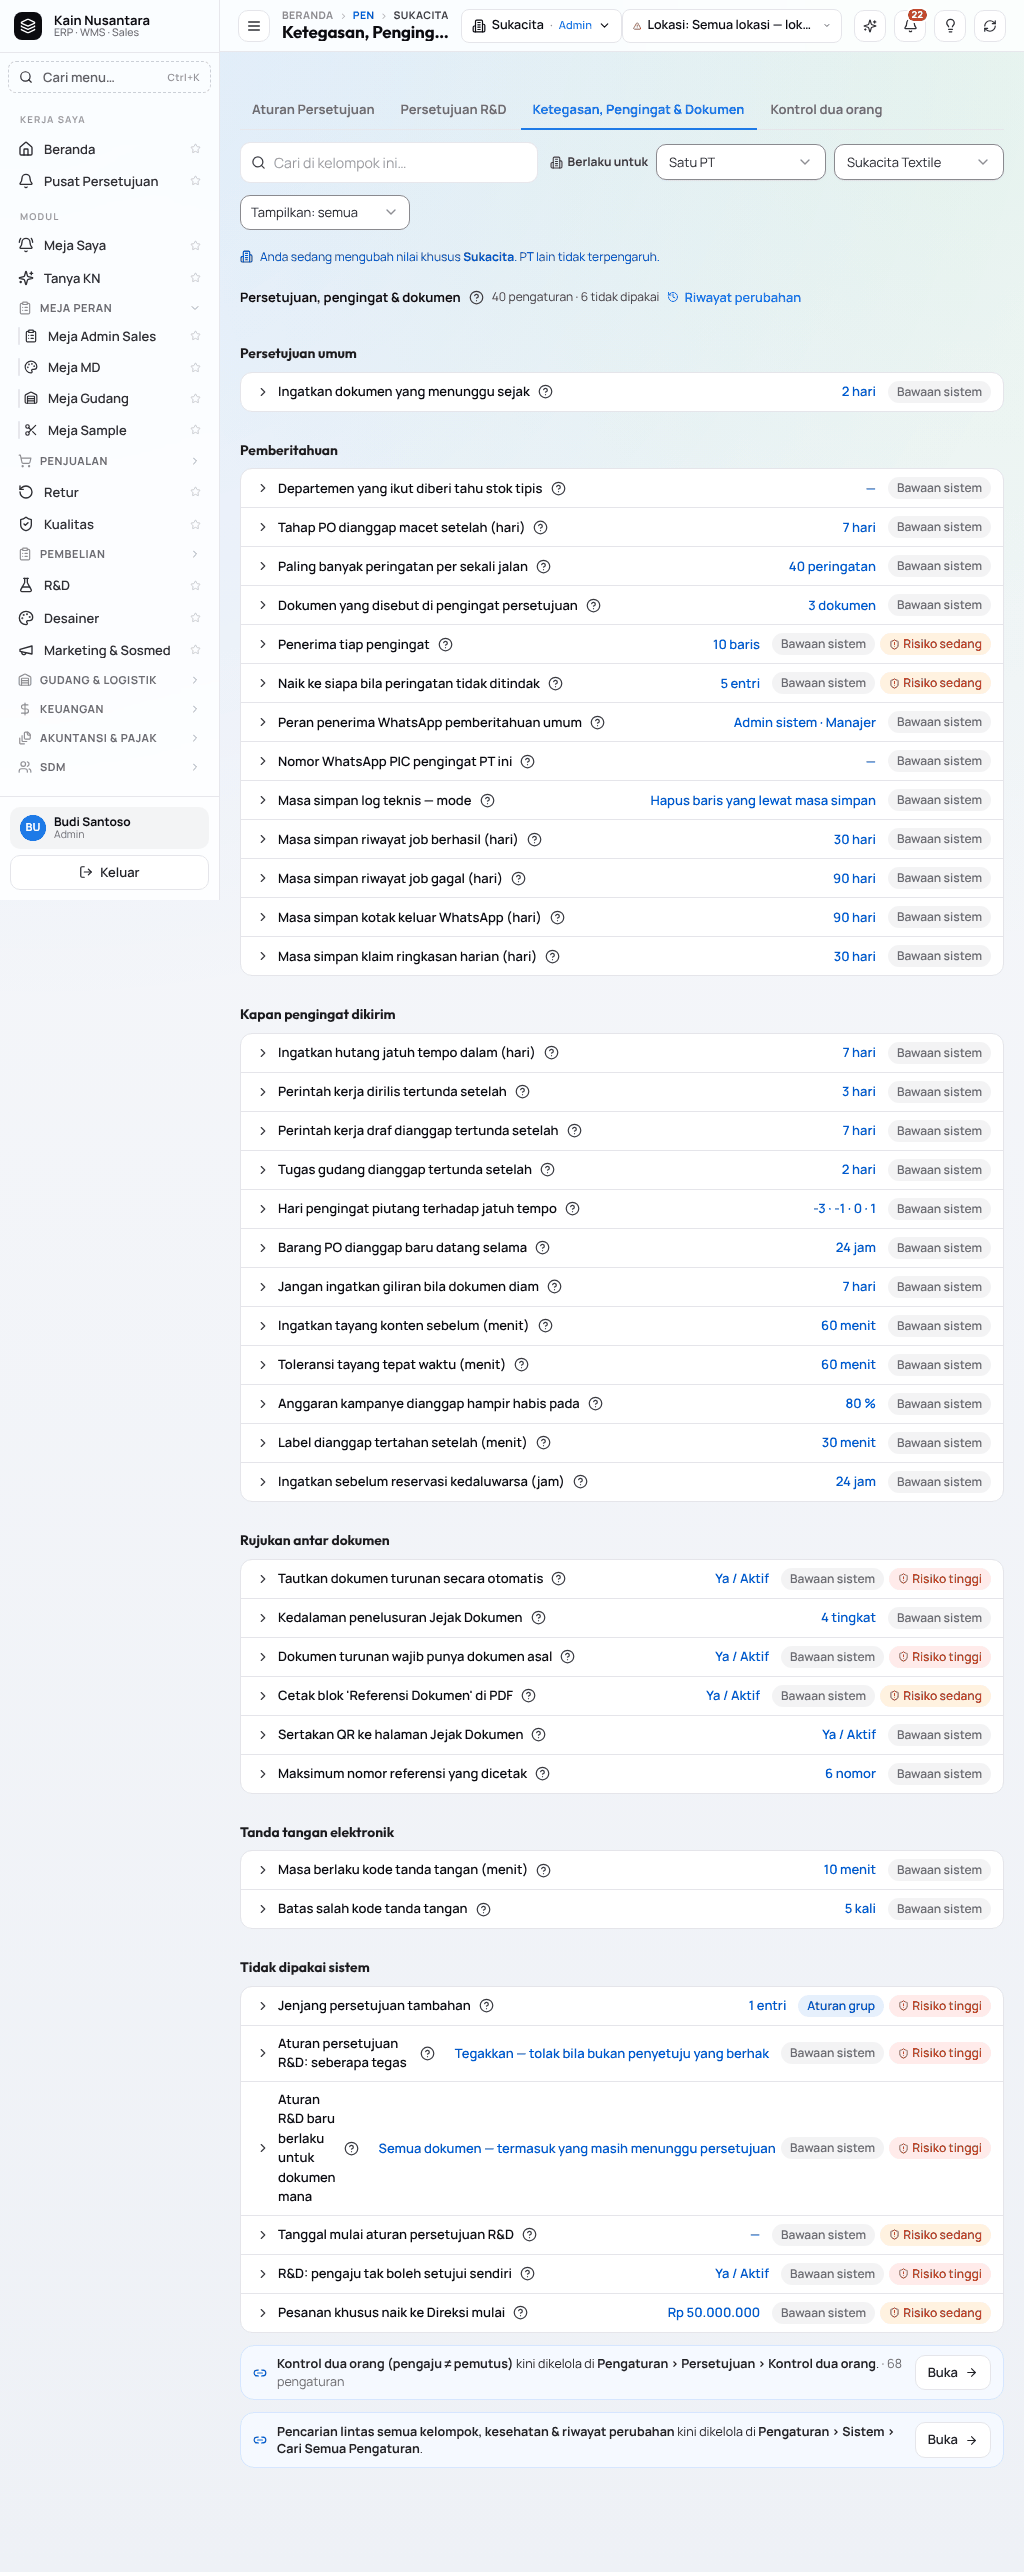 Kain Nusantara
ERP · WMS · Sales
Cari menu...
Ctrl+K
KERJA SAYA
Beranda
Pusat Persetujuan
MODUL
Meja Saya
Tanya KN
MEJA PERAN
Meja Admin Sales
Meja MD
Meja Gudang
Meja Sample
PENJUALAN
Retur
Kualitas
PEMBELIAN
R&D
Desainer
Marketing & Sosmed
GUDANG & LOGISTIK
KEUANGAN
AKUNTANSI & PAJAK
SDM
BU
Budi Santoso
Admin
Keluar
BERANDA > PEN > SUKACITA
Ketegasan, Penging...
Sukacita · Admin
Lokasi: Semua lokasi — lok...
22
Aturan Persetujuan
Persetujuan R&D
Ketegasan, Pengingat & Dokumen
Kontrol dua orang
Cari di kelompok ini...
Berlaku untuk
Satu PT
Sukacita Textile
Tampilkan: semua
Anda sedang mengubah nilai khusus Sukacita. PT lain tidak terpengaruh.
Persetujuan, pengingat & dokumen 40 pengaturan · 6 tidak dipakai Riwayat perubahan
Persetujuan umum
Ingatkan dokumen yang menunggu sejak 2 hari Bawaan sistem
Pemberitahuan
Departemen yang ikut diberi tahu stok tipis — Bawaan sistem
Tahap PO dianggap macet setelah (hari) 7 hari Bawaan sistem
Paling banyak peringatan per sekali jalan 40 peringatan Bawaan sistem
Dokumen yang disebut di pengingat persetujuan 3 dokumen Bawaan sistem
Penerima tiap pengingat 10 baris Bawaan sistem Risiko sedang
Naik ke siapa bila peringatan tidak ditindak 5 entri Bawaan sistem Risiko sedang
Peran penerima WhatsApp pemberitahuan umum Admin sistem · Manajer Bawaan sistem
Nomor WhatsApp PIC pengingat PT ini — Bawaan sistem
Masa simpan log teknis — mode Hapus baris yang lewat masa simpan Bawaan sistem
Masa simpan riwayat job berhasil (hari) 30 hari Bawaan sistem
Masa simpan riwayat job gagal (hari) 90 hari Bawaan sistem
Masa simpan kotak keluar WhatsApp (hari) 90 hari Bawaan sistem
Masa simpan klaim ringkasan harian (hari) 30 hari Bawaan sistem
Kapan pengingat dikirim
Ingatkan hutang jatuh tempo dalam (hari) 7 hari Bawaan sistem
Perintah kerja dirilis tertunda setelah 3 hari Bawaan sistem
Perintah kerja draf dianggap tertunda setelah 7 hari Bawaan sistem
Tugas gudang dianggap tertunda setelah 2 hari Bawaan sistem
Hari pengingat piutang terhadap jatuh tempo -3 · -1 · 0 · 1 Bawaan sistem
Barang PO dianggap baru datang selama 24 jam Bawaan sistem
Jangan ingatkan giliran bila dokumen diam 7 hari Bawaan sistem
Ingatkan tayang konten sebelum (menit) 60 menit Bawaan sistem
Toleransi tayang tepat waktu (menit) 60 menit Bawaan sistem
Anggaran kampanye dianggap hampir habis pada 80 % Bawaan sistem
Label dianggap tertahan setelah (menit) 30 menit Bawaan sistem
Ingatkan sebelum reservasi kedaluwarsa (jam) 24 jam Bawaan sistem
Rujukan antar dokumen
Tautkan dokumen turunan secara otomatis Ya / Aktif Bawaan sistem Risiko tinggi
Kedalaman penelusuran Jejak Dokumen 4 tingkat Bawaan sistem
Dokumen turunan wajib punya dokumen asal Ya / Aktif Bawaan sistem Risiko tinggi
Cetak blok 'Referensi Dokumen' di PDF Ya / Aktif Bawaan sistem Risiko sedang
Sertakan QR ke halaman Jejak Dokumen Ya / Aktif Bawaan sistem
Maksimum nomor referensi yang dicetak 6 nomor Bawaan sistem
Tanda tangan elektronik
Masa berlaku kode tanda tangan (menit) 10 menit Bawaan sistem
Batas salah kode tanda tangan 5 kali Bawaan sistem
Tidak dipakai sistem
Jenjang persetujuan tambahan 1 entri Aturan grup Risiko tinggi
Aturan persetujuan
R&D: seberapa tegas
Tegakkan — tolak bila bukan penyetuju yang berhak Bawaan sistem Risiko tinggi
Aturan
R&D baru
berlaku
untuk
dokumen
mana
Semua dokumen — termasuk yang masih menunggu persetujuan Bawaan sistem Risiko tinggi
Tanggal mulai aturan persetujuan R&D — Bawaan sistem Risiko sedang
R&D: pengaju tak boleh setujui sendiri Ya / Aktif Bawaan sistem Risiko tinggi
Pesanan khusus naik ke Direksi mulai Rp 50.000.000 Bawaan sistem Risiko sedang
Kontrol dua orang (pengaju ≠ pemutus) kini dikelola di Pengaturan › Persetujuan › Kontrol dua orang. · 68
pengaturan
Buka
Pencarian lintas semua kelompok, kesehatan & riwayat perubahan kini dikelola di Pengaturan › Sistem ›
Cari Semua Pengaturan.
Buka